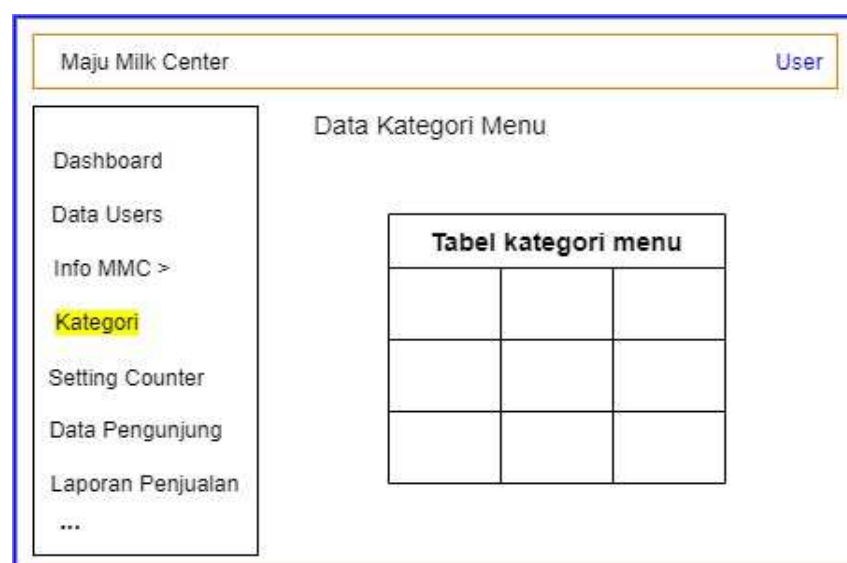 Maju Milk Center
User
Dashboard
Data Users
Info MMC >
Kategori
Setting Counter
Data Pengunjung
Laporan Penjualan
...
Data Kategori Menu
Tabel kategori menu